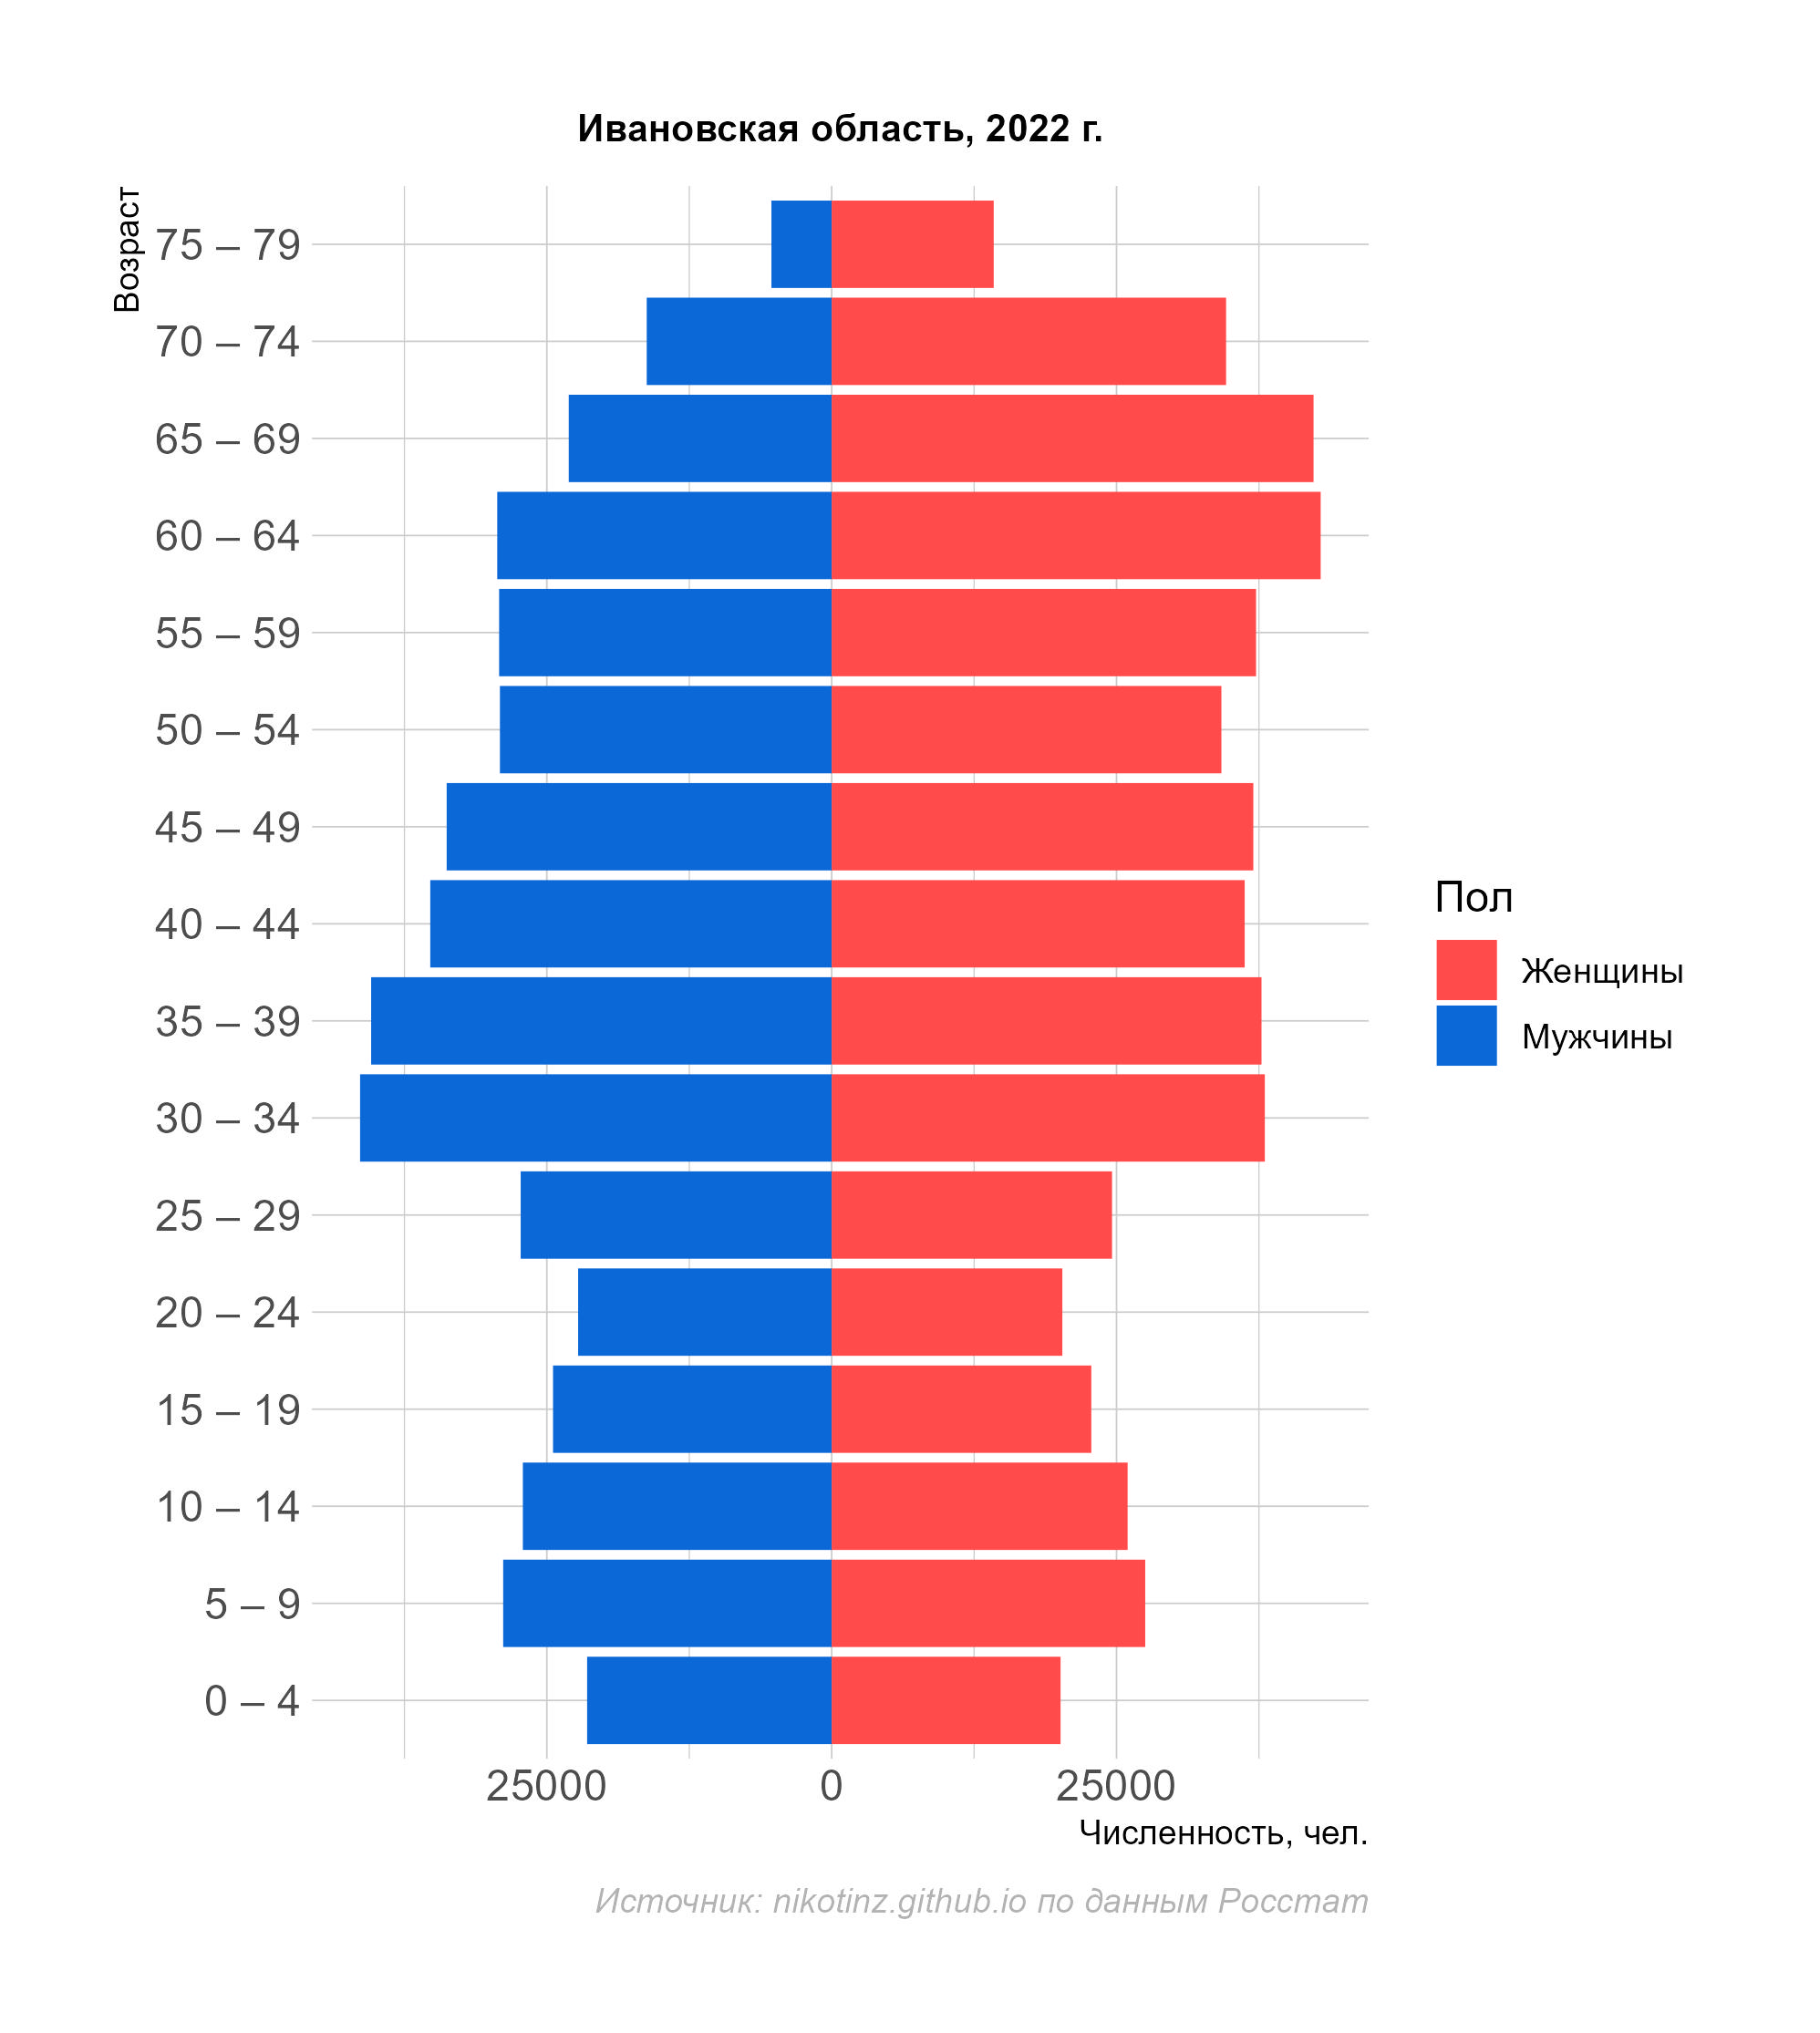 Ивановская область, 2022 г.
Возраст
75 – 79
70 – 74
65 – 69
60 – 64
55 – 59
50 – 54
45 – 49
40 – 44
35 – 39
30 – 34
25 – 29
20 – 24
15 – 19
10 – 14
5 – 9
0 – 4
25000 0 25000
Численность, чел.
Пол
Женщины
Мужчины
Источник: nikotinz.github.io по данным Росстат